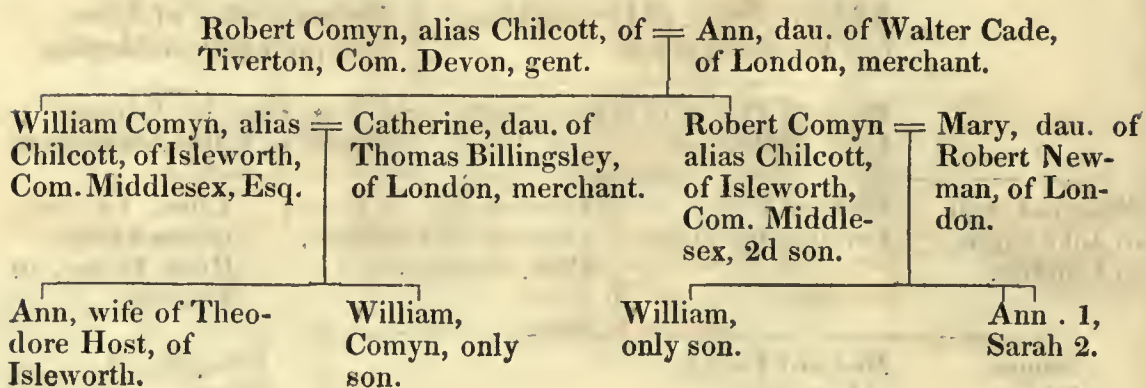 Robert Comyn, alias Chilcott, of
Tiverton, Com. Devon, gent.
Ann, dau. of Walter Cade,
of London, merchant.
William Comyn, alias
Chilcott, of Isleworth,
Com. Middlesex, Esq.
Catherine, dau. of
Thomas Billingsley,
of London, merchant.
Robert Comyn
alias Chilcott,
of Isleworth,
Com. Middle-
sex, 2d son.
Mary, dau. of
Robert New-
man, of Lon-
don.
Ann, wife of Theo-
dore Host, of
Isleworth.
William,
Comyn, only
son.
William,
only son.
Ann . 1,
Sarah 2.